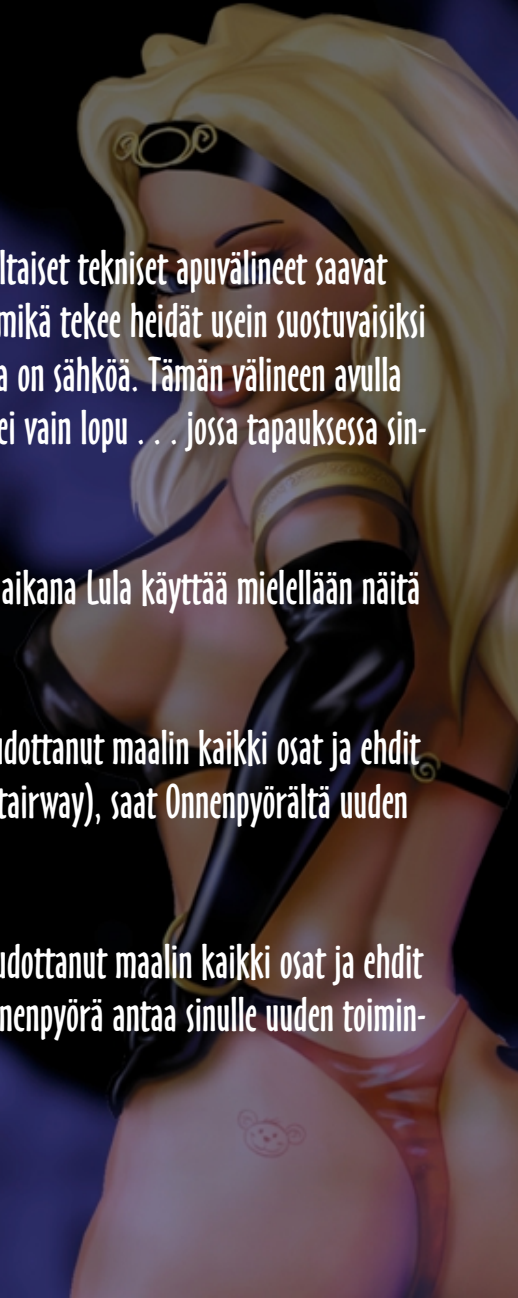 ltaiset tekniset apuvälineet saavat
mikä tekee heidät usein suostuvaisiksi
a on sähköä. Tämän välineen avulla
ei vain lopu . . . jossa tapauksessa sin-
aikana Lula käyttää mielellään näitä
udottanut maalin kaikki osat ja ehdit
tairway), saat Onnenpyörältä uuden
udottanut maalin kaikki osat ja ehdit
nenpyörä antaa sinulle uuden toimin-